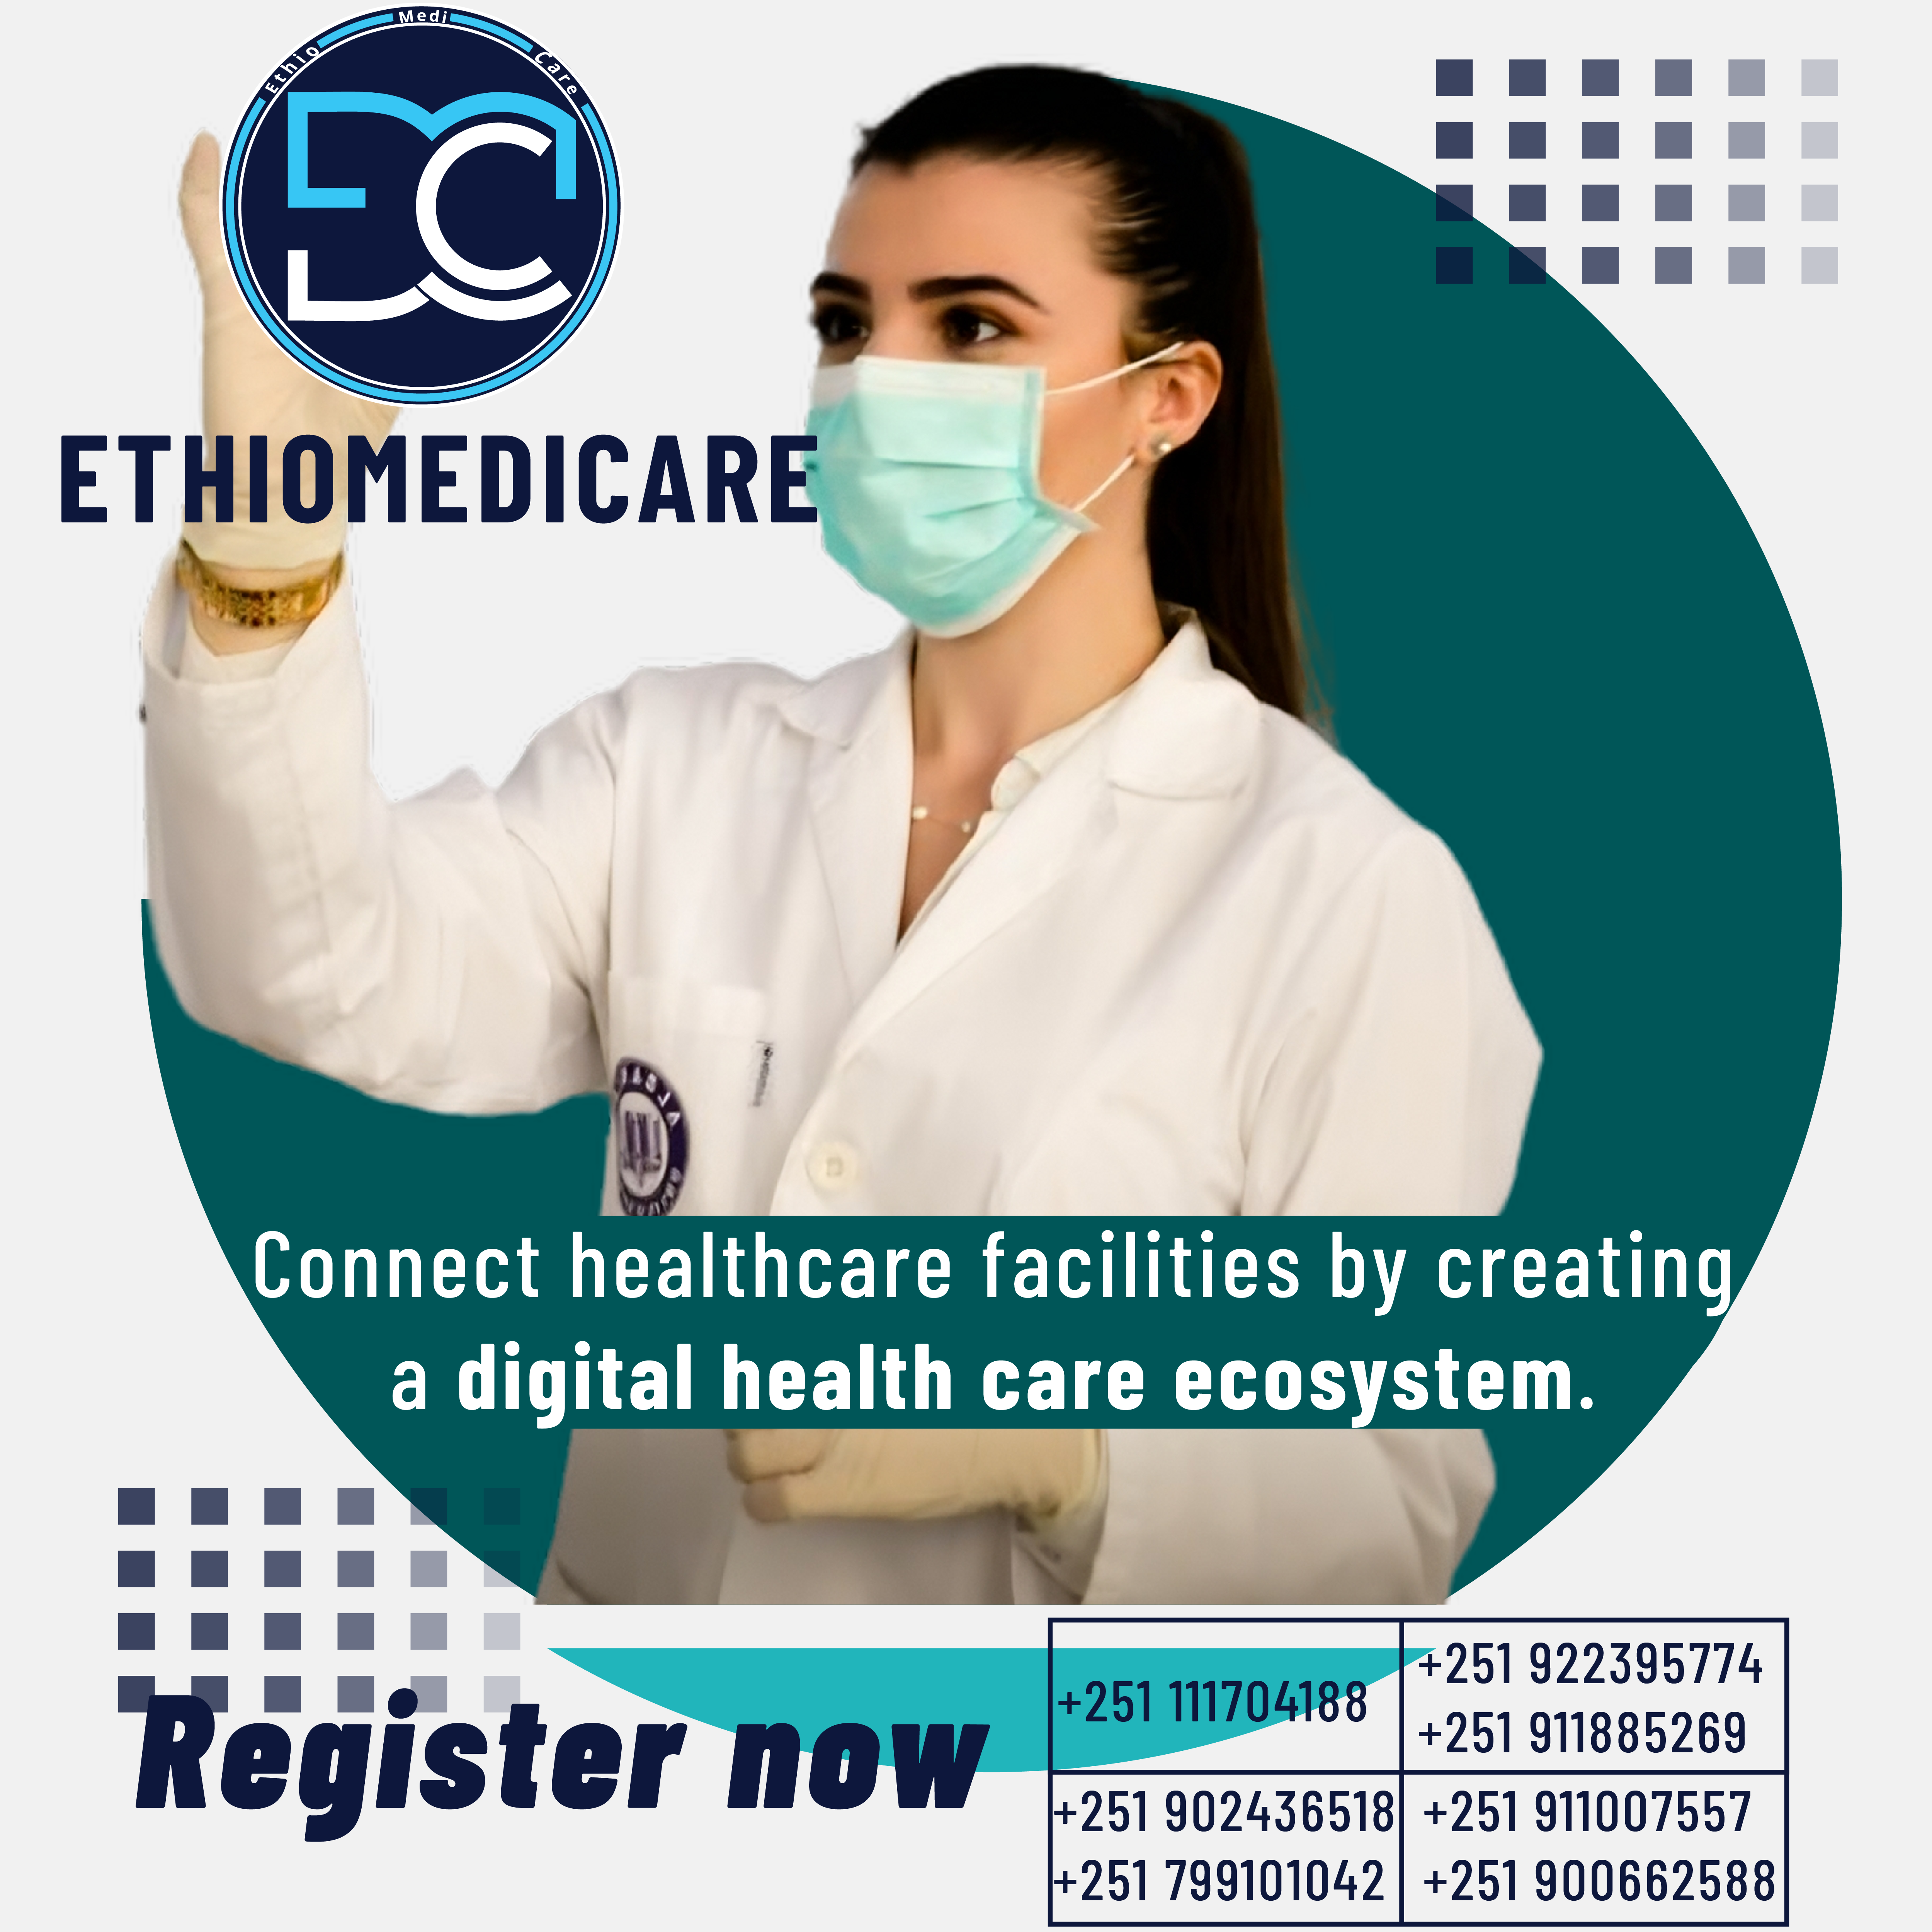 Ethio Medi Care
ETHIOMEDICARE
Connect healthcare facilities by creating
a digital health care ecosystem.
Register now
+251 111704188
+251 922395774
+251 911885269
+251 902436518
+251 799101042
+251 911007557
+251 900662588